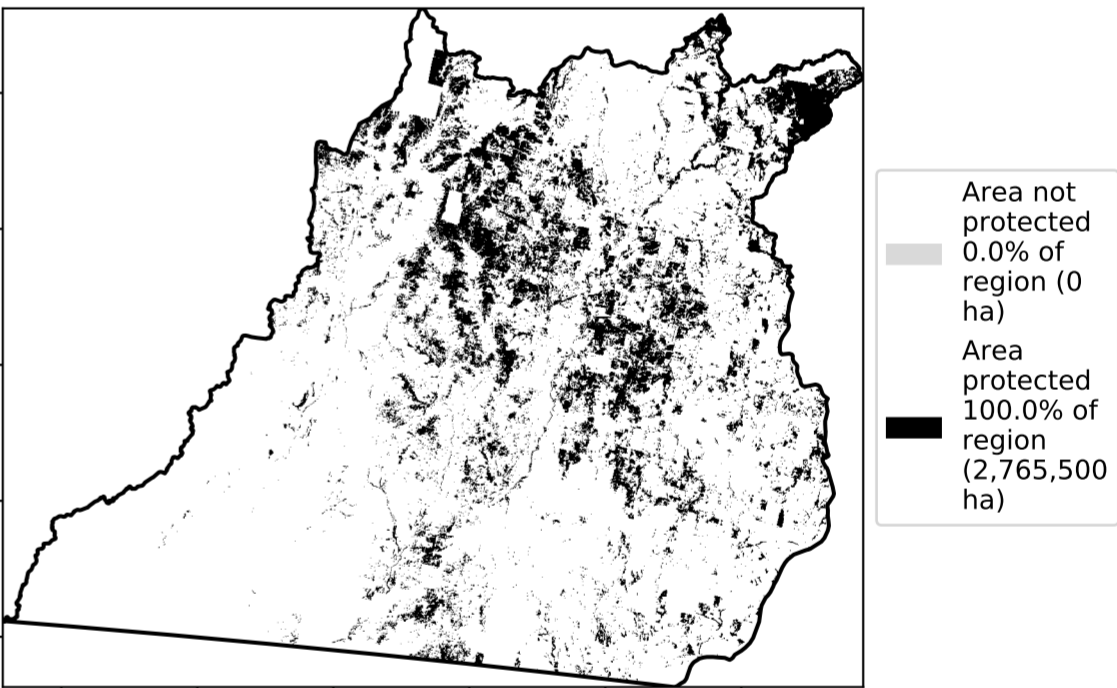 Area not
protected
0.0% of
region (0
ha)
Area
protected
100.0% of
region
(2,765,500
ha)